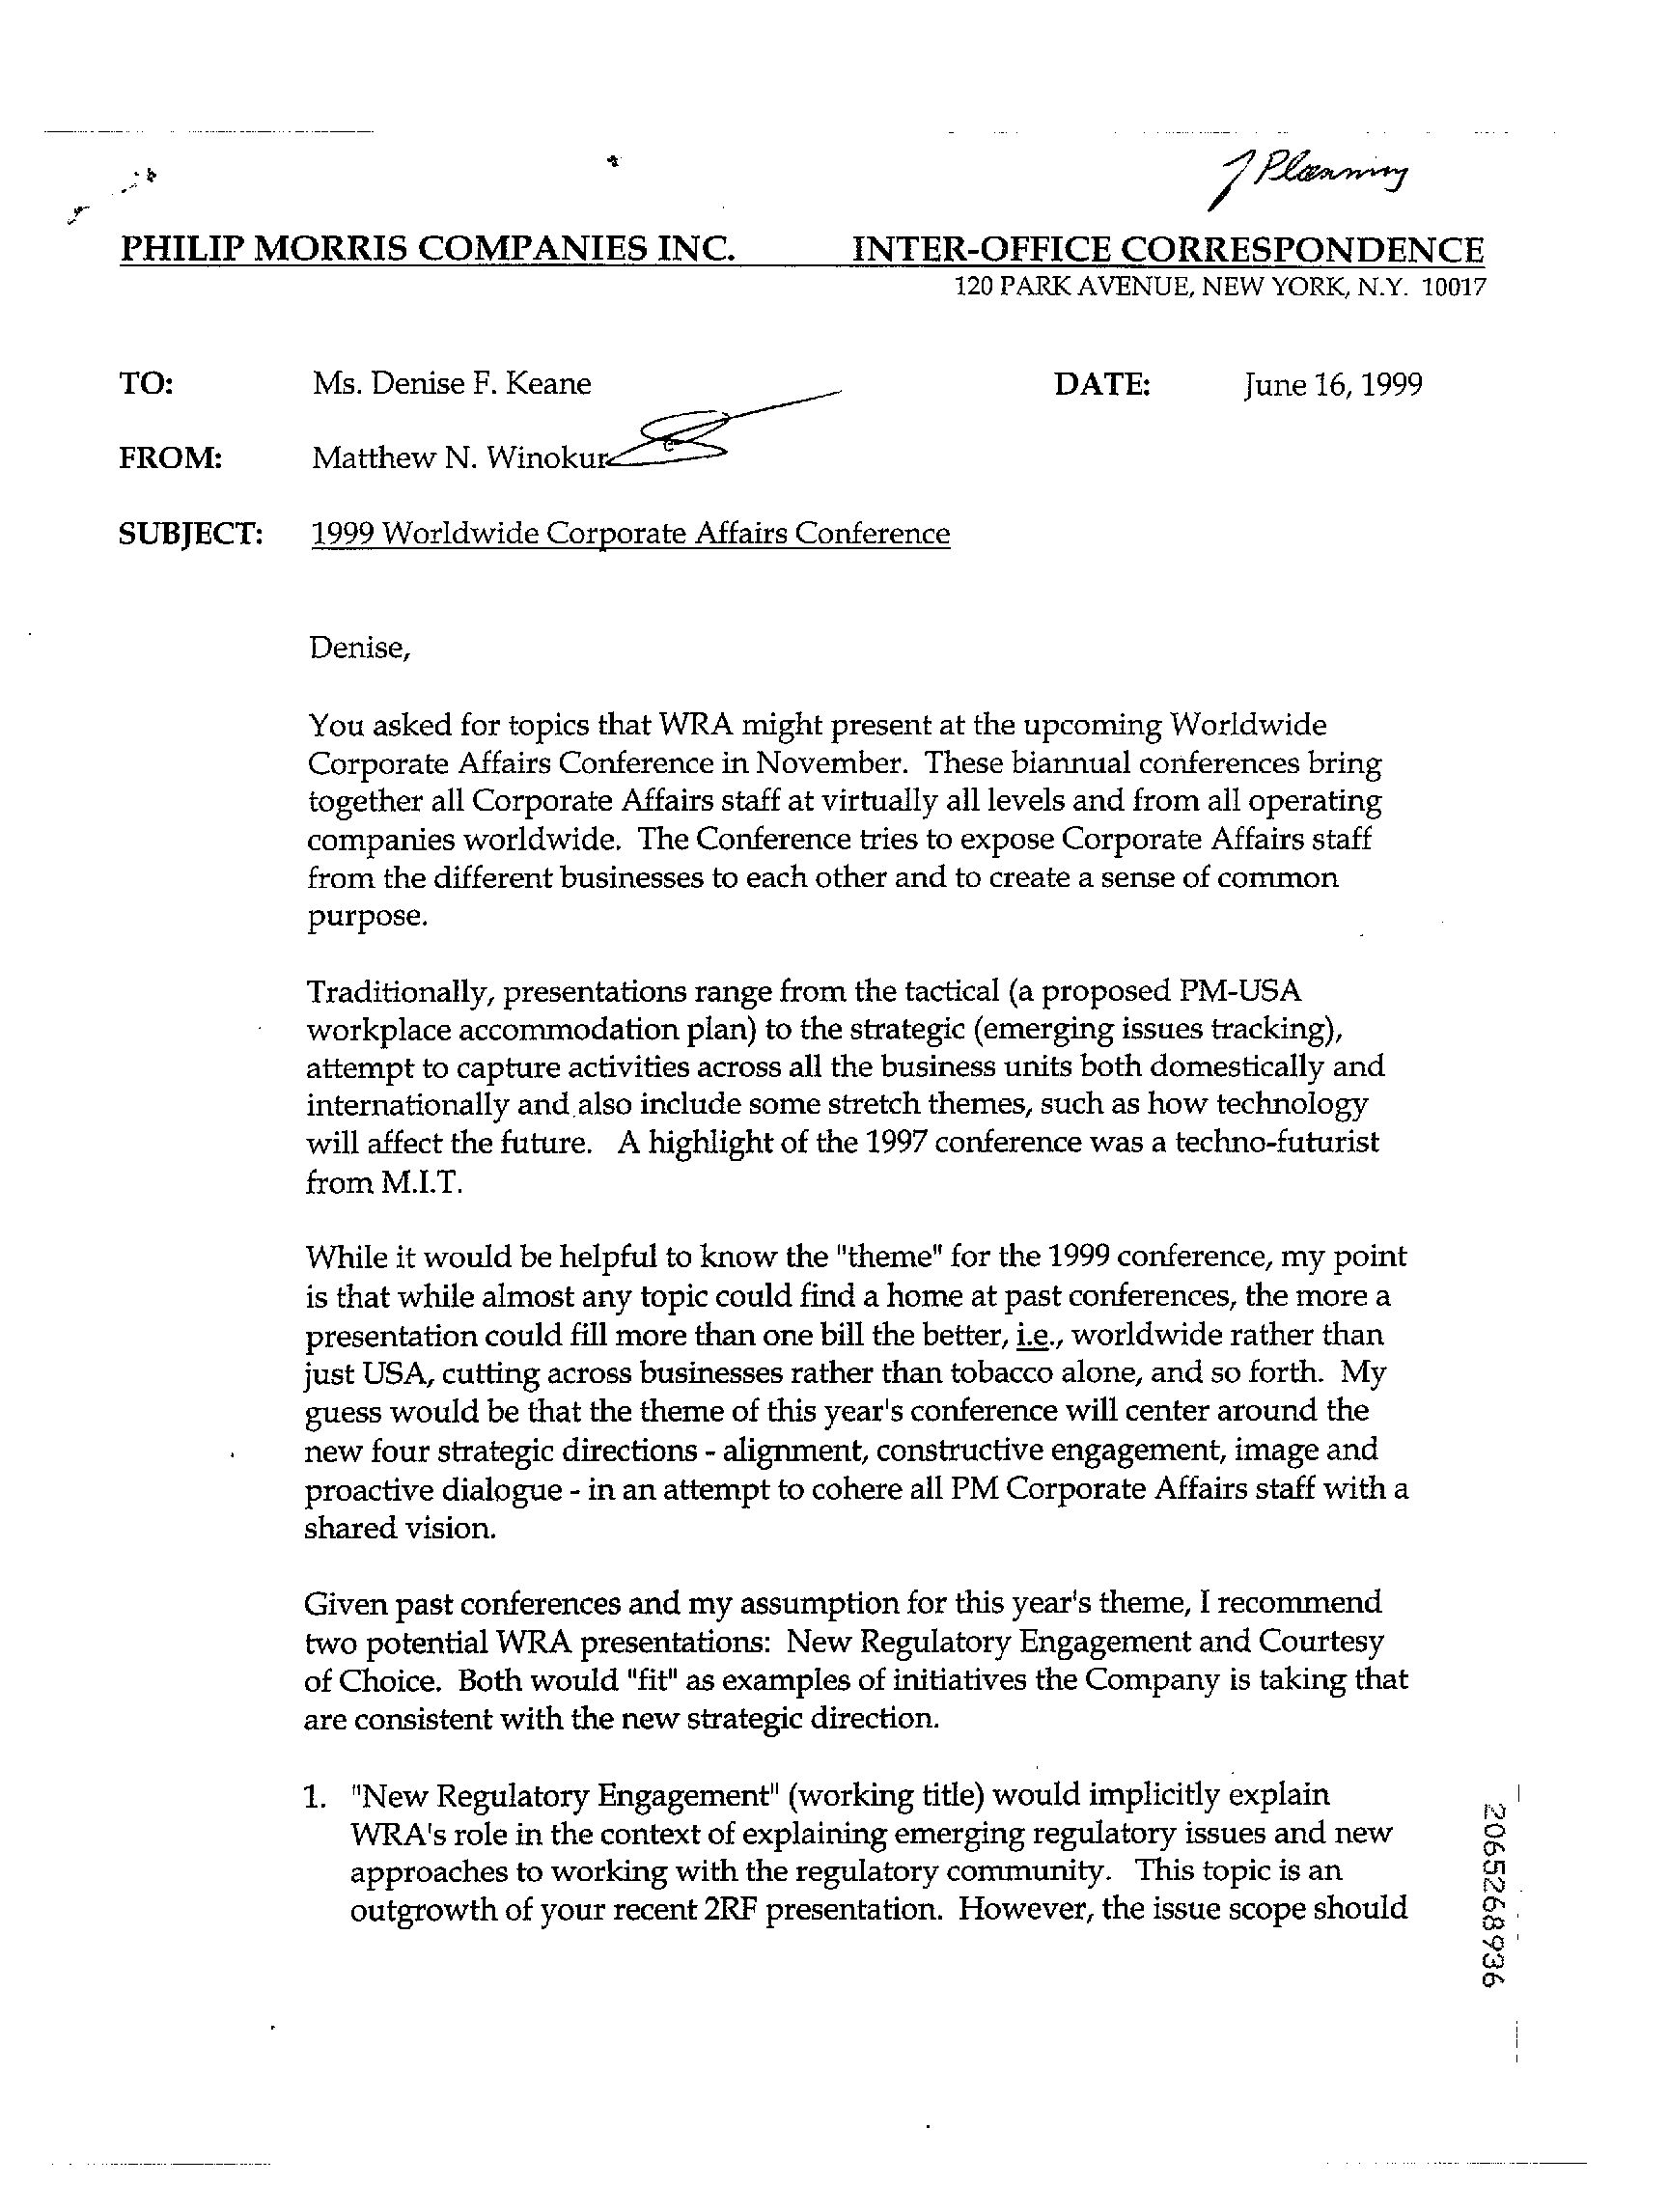 Planning
PHILIP MORRIS COMPANIES INC. INTER-OFFICE CORRESPONDENCE
120 PARK AVENUE, NEW YORK, N.Y. 10017
TO: Ms. Denise F. Keane DATE: June 16, 1999
FROM: Matthew N. Winokur
SUBJECT: 1999 Worldwide Corporate Affairs Conference
Denise,
You asked for topics that WRA might present at the upcoming Worldwide
Corporate Affairs Conference in November. These biannual conferences bring
together all Corporate Affairs staff at virtually all levels and from all operating
companies worldwide. The Conference tries to expose Corporate Affairs staff
from the different businesses to each other and to create a sense of common
purpose.
Traditionally, presentations range from the tactical (a proposed PM-USA
workplace accommodation plan) to the strategic (emerging issues tracking),
attempt to capture activities across all the business units both domestically and
internationally and also include some stretch themes, such as how technology
will affect the future. A highlight of the 1997 conference was a techno-futurist
from M.I.T.
While it would be helpful to know the "theme" for the 1999 conference, my point
is that while almost any topic could find a home at past conferences, the more a
presentation could fill more than one bill the better, i.e., worldwide rather than
just USA, cutting across businesses rather than tobacco alone, and so forth. My
guess would be that the theme of this year's conference will center around the
new four strategic directions - alignment, constructive engagement, image and
proactive dialogue - in an attempt to cohere all PM Corporate Affairs staff with a
shared vision.
Given past conferences and my assumption for this year's theme, I recommend
two potential WRA presentations: New Regulatory Engagement and Courtesy
of Choice. Both would "fit" as examples of initiatives the Company is taking that
are consistent with the new strategic direction.
1. "New Regulatory Engagement" (working title) would implicitly explain
WRA's role in the context of explaining emerging regulatory issues and new
approaches to working with the regulatory community. This topic is an
outgrowth of your recent 2RF presentation. However, the issue scope should
2065268936